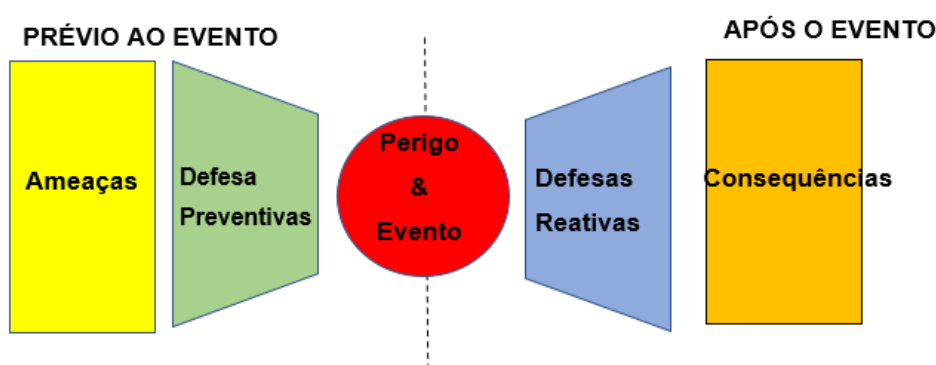 PRÉVIO AO EVENTO
APÓS O EVENTO
Ameaças
Defesa
Preventivas
Perigo
&
Evento
Defesas
Reativas
Consequências